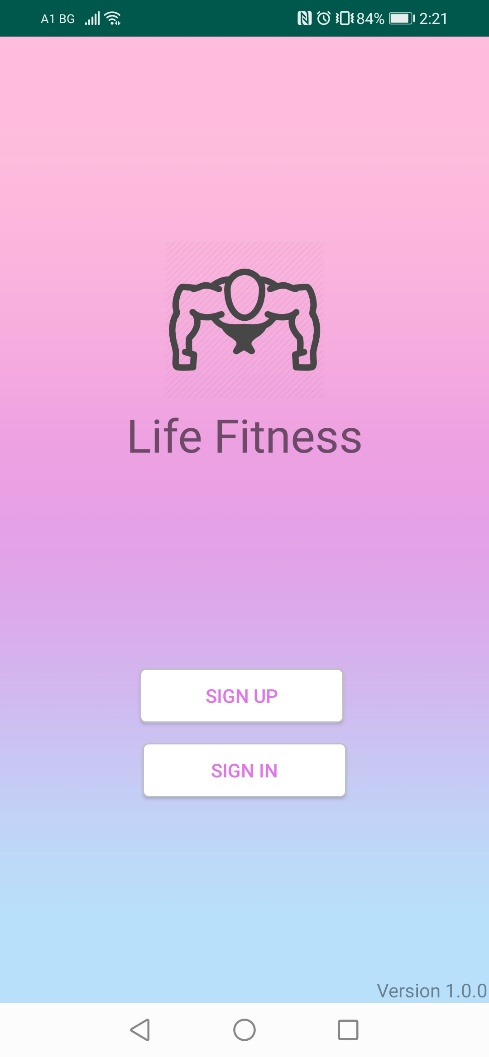 A1 BG 84% 2:21
Life Fitness
SIGN UP
SIGN IN
Version 1.0.0